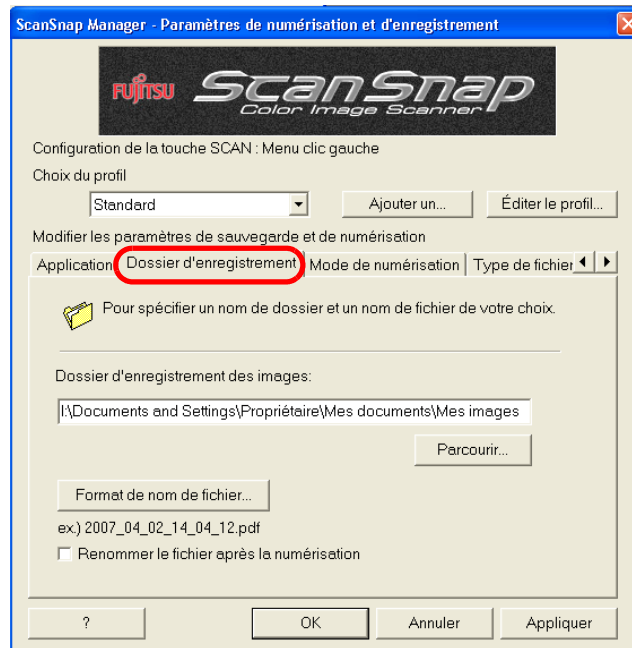 ScanSnap Manager - Paramètres de numérisation et d'enregistrement
FUJITSU ScanSnap
Color Image Scanner
Configuration de la touche SCAN : Menu clic gauche
Choix du profil
Standard Ajouter un... Éditer le profil...
Modifier les paramètres de sauvegarde et de numérisation
Application Dossier d'enregistrement Mode de numérisation Type de fichier
Pour spécifier un nom de dossier et un nom de fichier de votre choix.
Dossier d'enregistrement des images:
I:\Documents and Settings\Propriétaire\Mes documents\Mes images
Parcourir...
Format de nom de fichier...
ex.) 2007_04_02_14_04_12.pdf
Renommer le fichier après la numérisation
? OK Annuler Appliquer